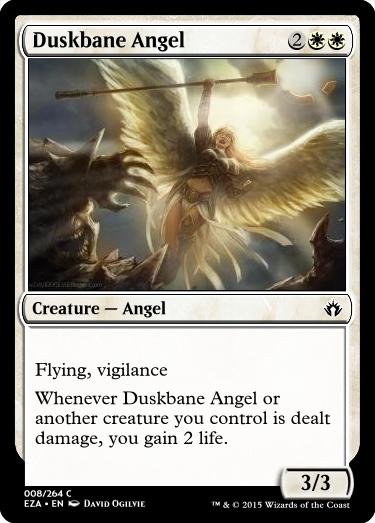 Duskbane Angel 2
Creature — Angel
Flying, vigilance
Whenever Duskbane Angel or
another creature you control is dealt
damage, you gain 2 life.
3/3
008/264 C
EZA • EN David Ogilvie
™ & © 2015 Wizards of the Coast